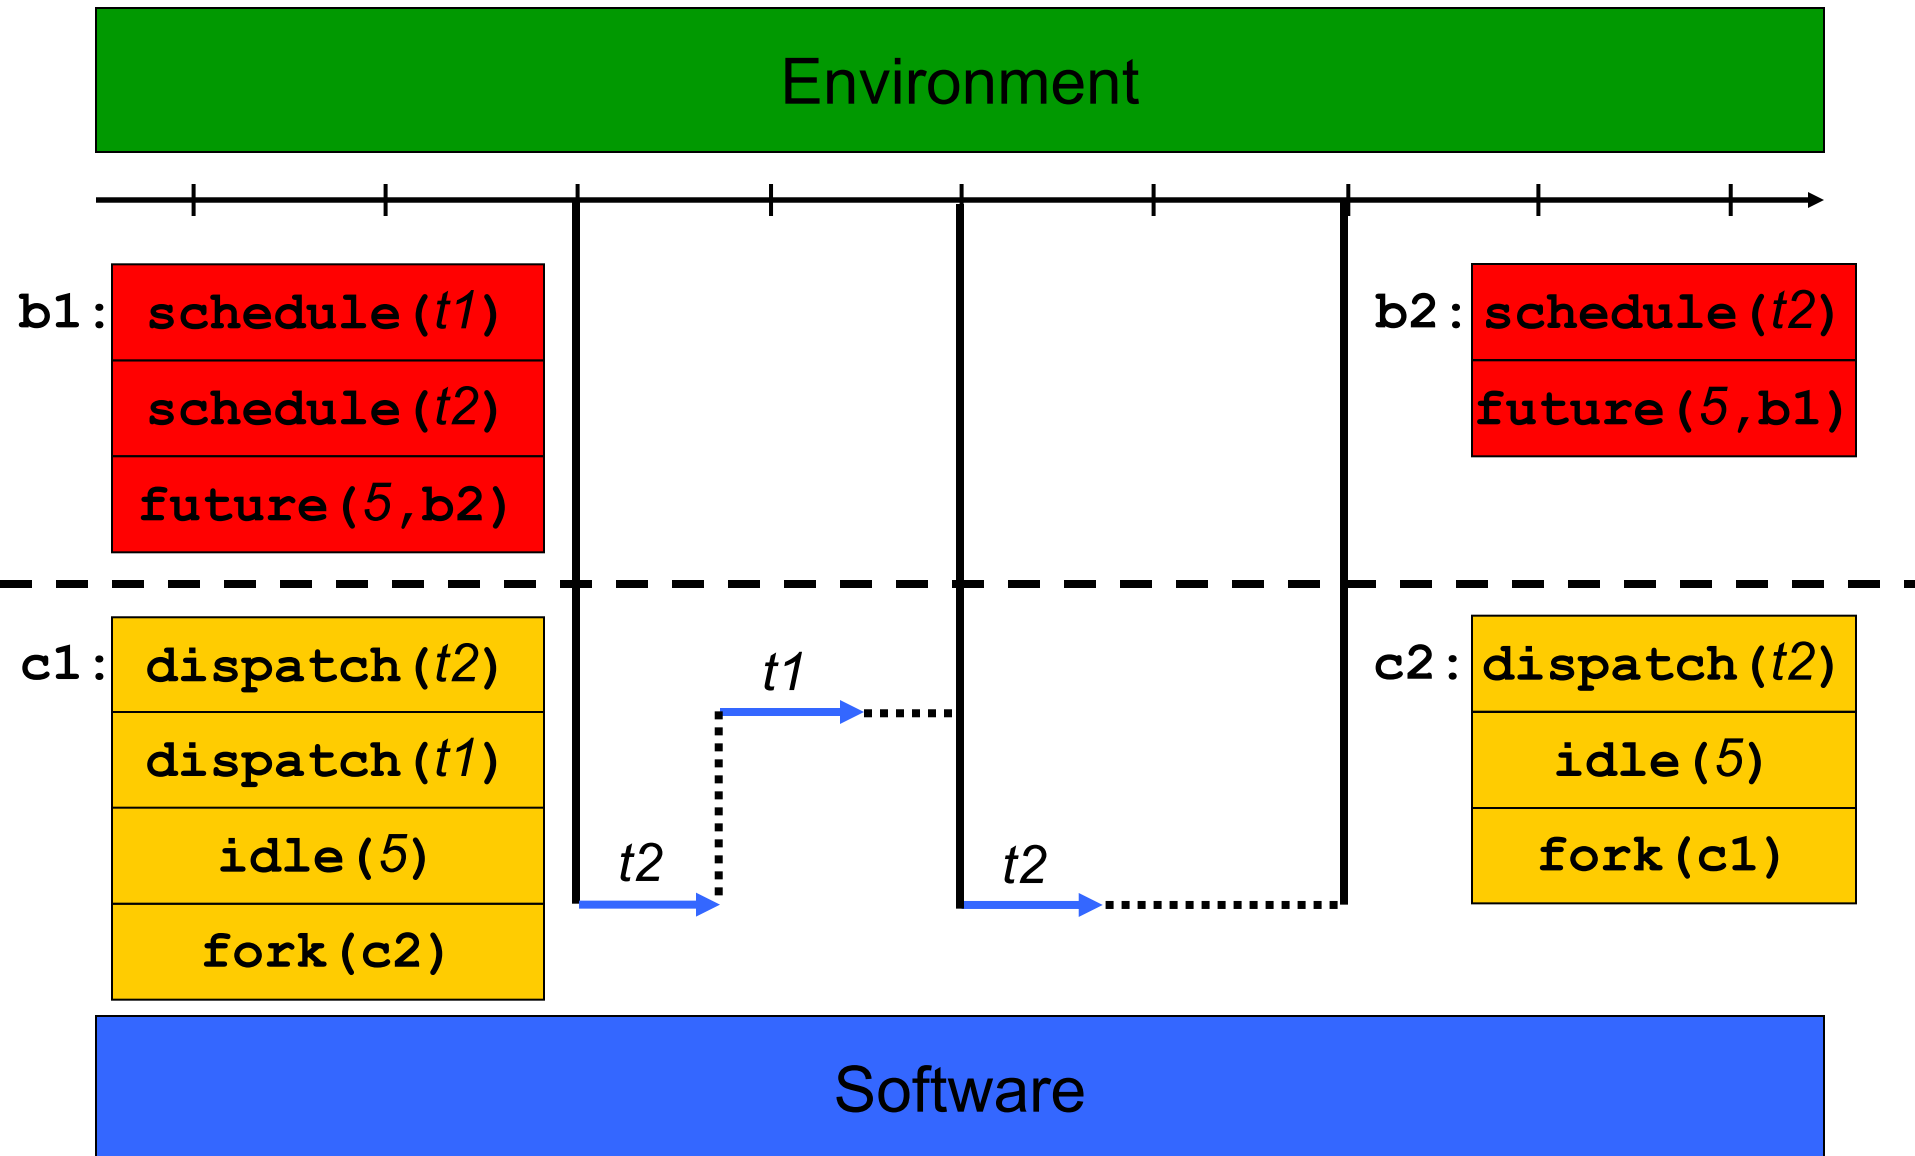 Environment
b1:
schedule(t1)
schedule(t2)
future(5,b2)
b2:
schedule(t2)
future(5,b1)
c1:
dispatch(t2)
dispatch(t1)
idle(5)
fork(c2)
t1
t2
t2
c2:
dispatch(t2)
idle(5)
fork(c1)
Software